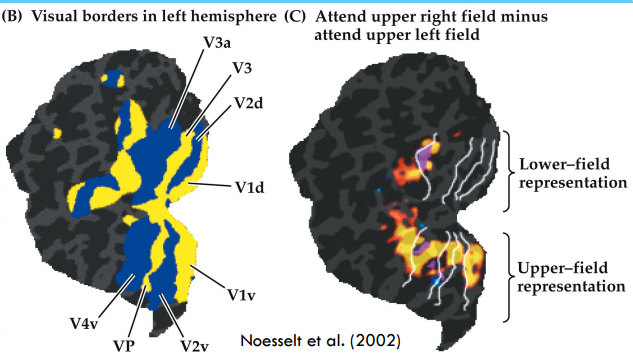 (B) Visual borders in left hemisphere
V3a
V3
V2d
V1d
V1v
V4v
VP
V2v
(C) Attend upper right field minus
attend upper left field
Lower–field
representation
Upper–field
representation
Noesselt et al. (2002)